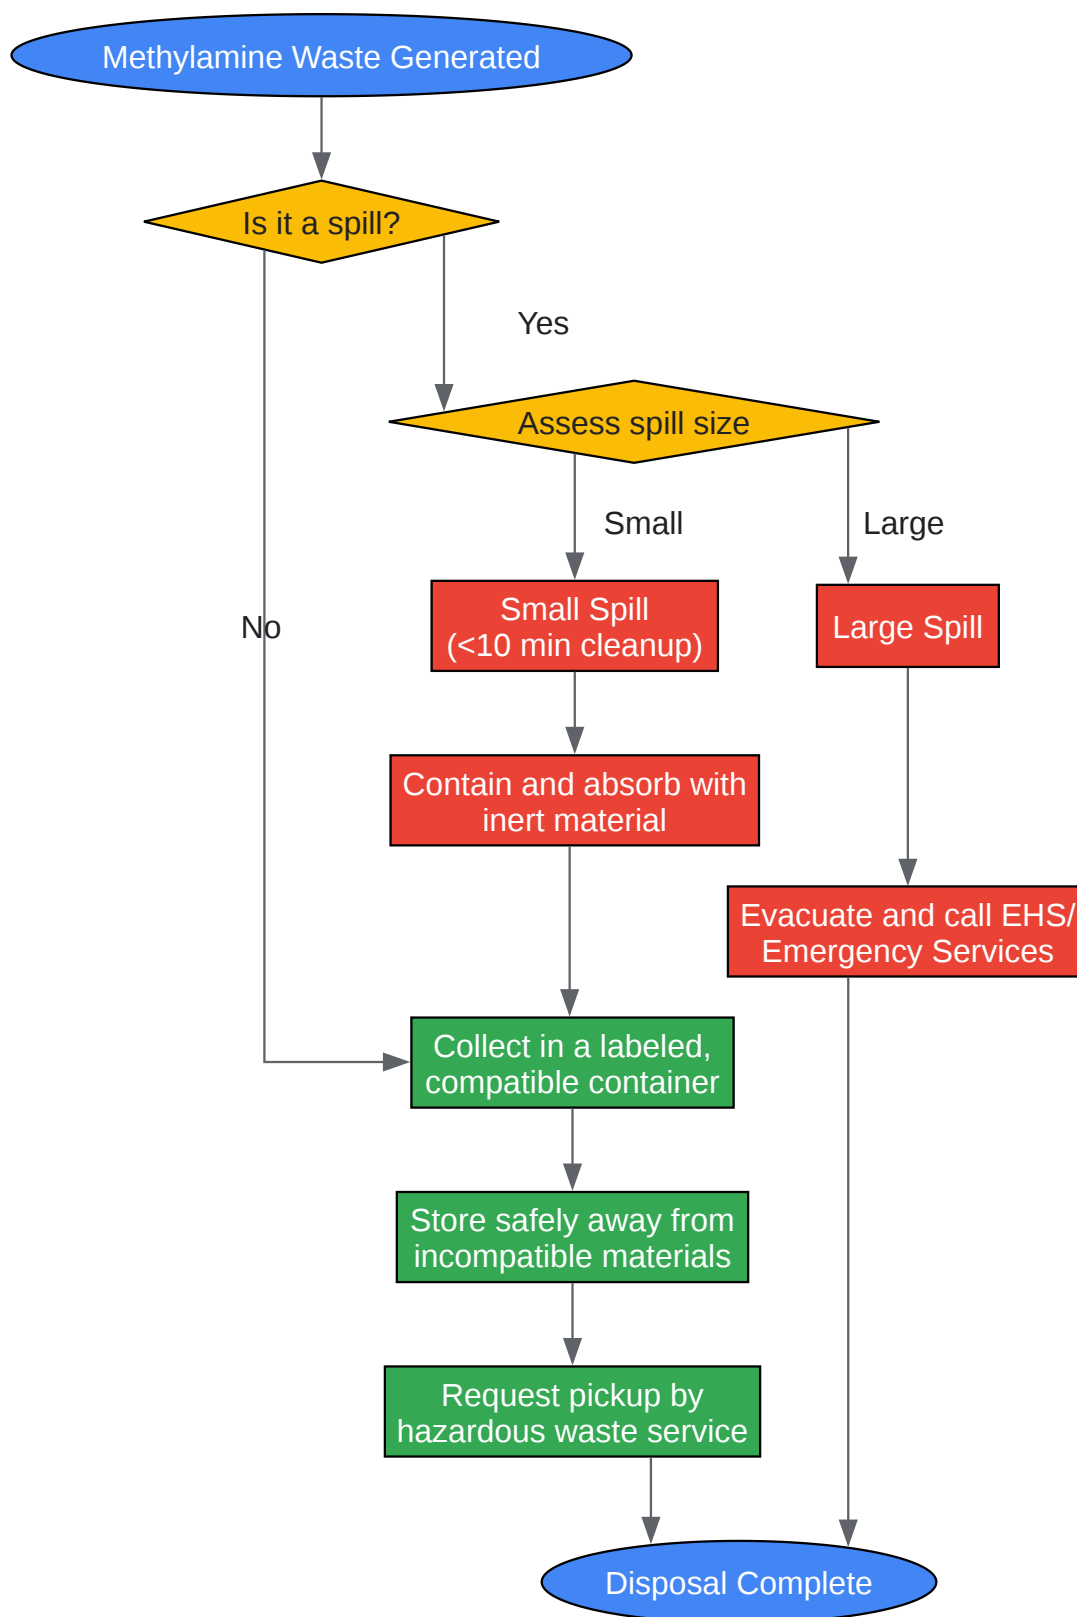 Methylamine Waste Generated
Is it a spill?
Yes
Assess spill size
Small
Large
Small Spill
(<10 min cleanup)
Large Spill
No
Contain and absorb with
inert material
Evacuate and call EHS/
Emergency Services
Collect in a labeled,
compatible container
Store safely away from
incompatible materials
Request pickup by
hazardous waste service
Disposal Complete